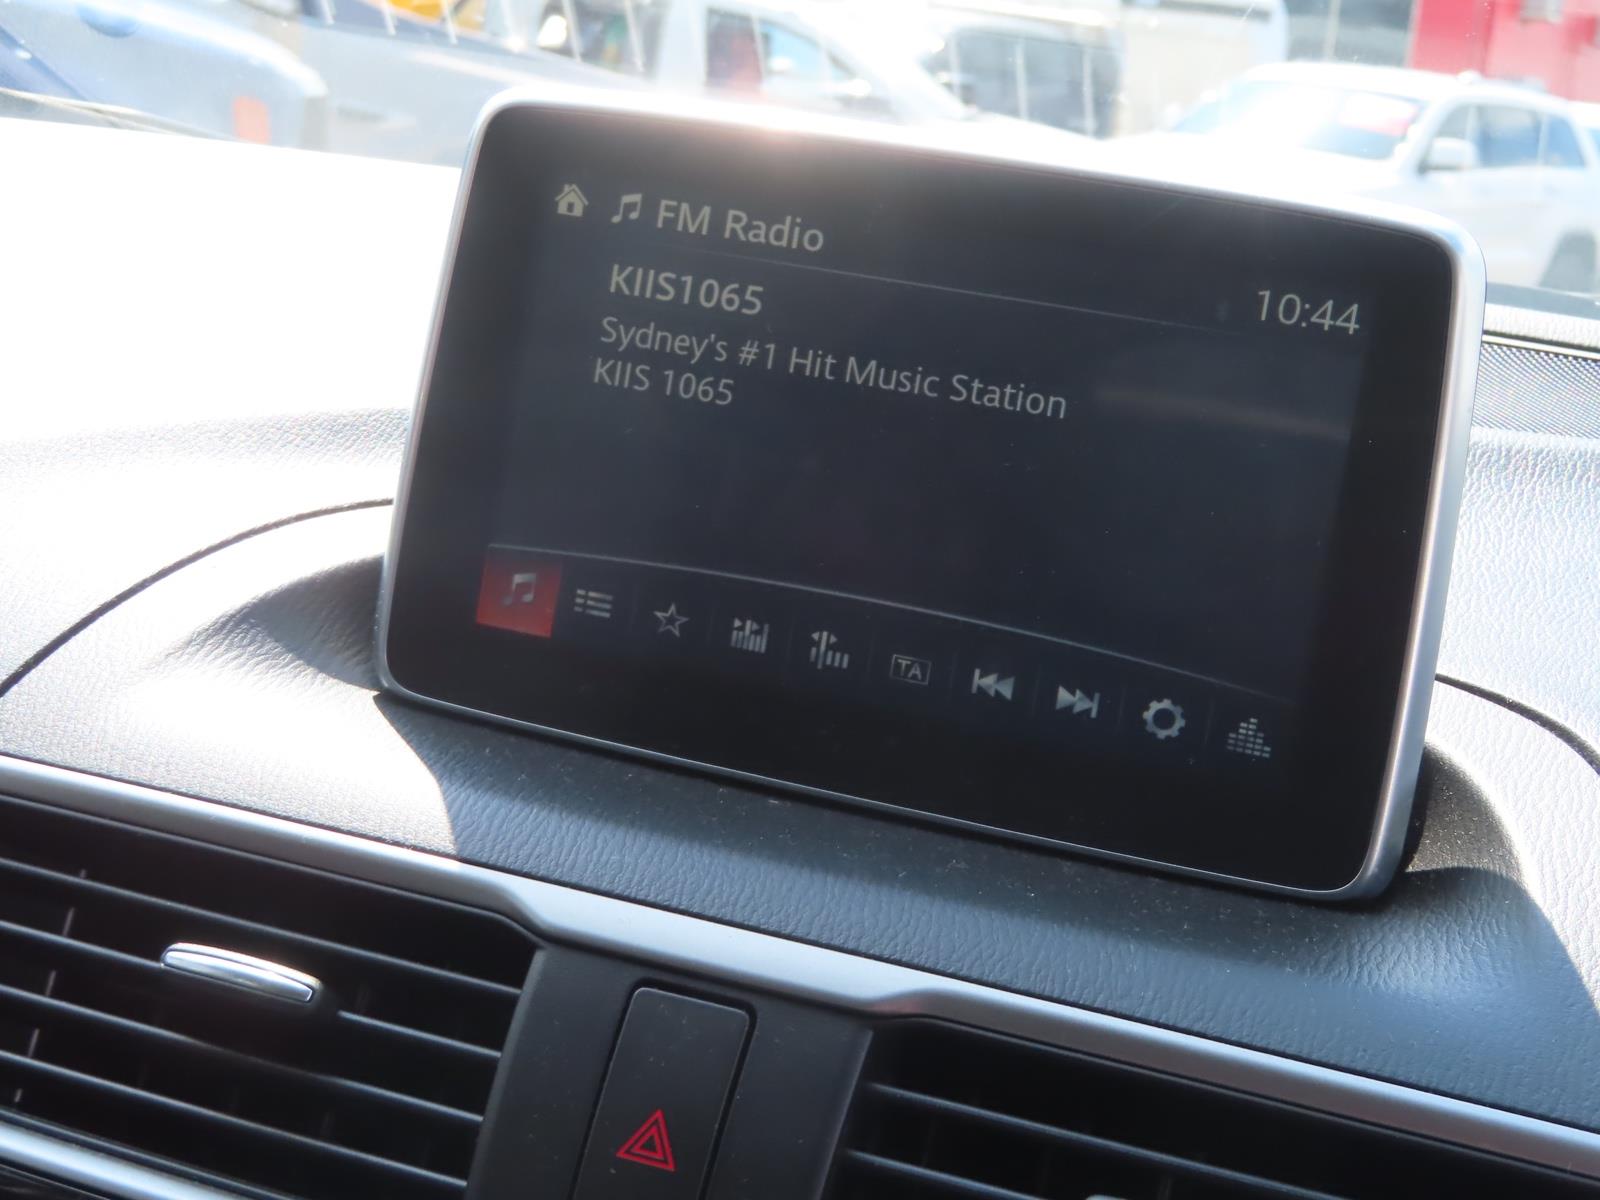 FM Radio
10:44
KIIS1065
Sydney's #1 Hit Music Station
KIIS 1065
TA